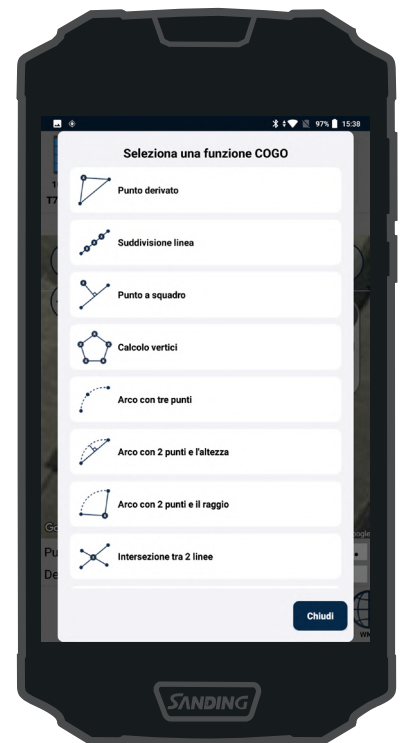 97% 15:38
Seleziona una funzione COGO
Punto derivato
Suddivisione linea
Punto a squadro
Calcolo vertici
Arco con tre punti
Arco con 2 punti e l'altezza
Arco con 2 punti e il raggio
Intersezione tra 2 linee
Chiudi
SANDING